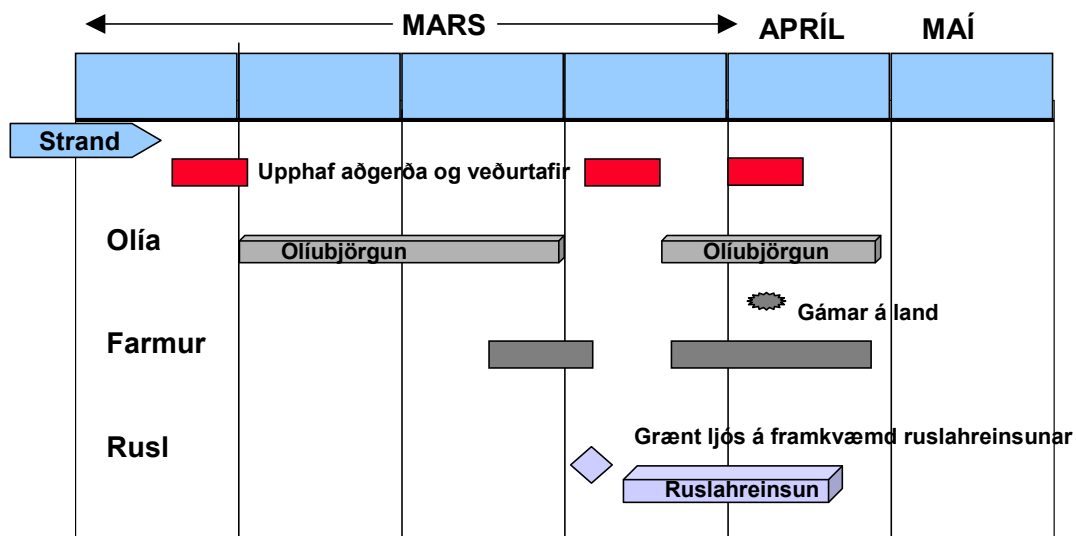 MARS
APRÍL
MAÍ
Strand
Upphaf aðgerða og veðurtafir
Olía
Olíubjörgun
Olíubjörgun
Gámar á land
Farmur
Grænt ljós á framkvæmd ruslahreinsunar
Rusl
Ruslahreinsun